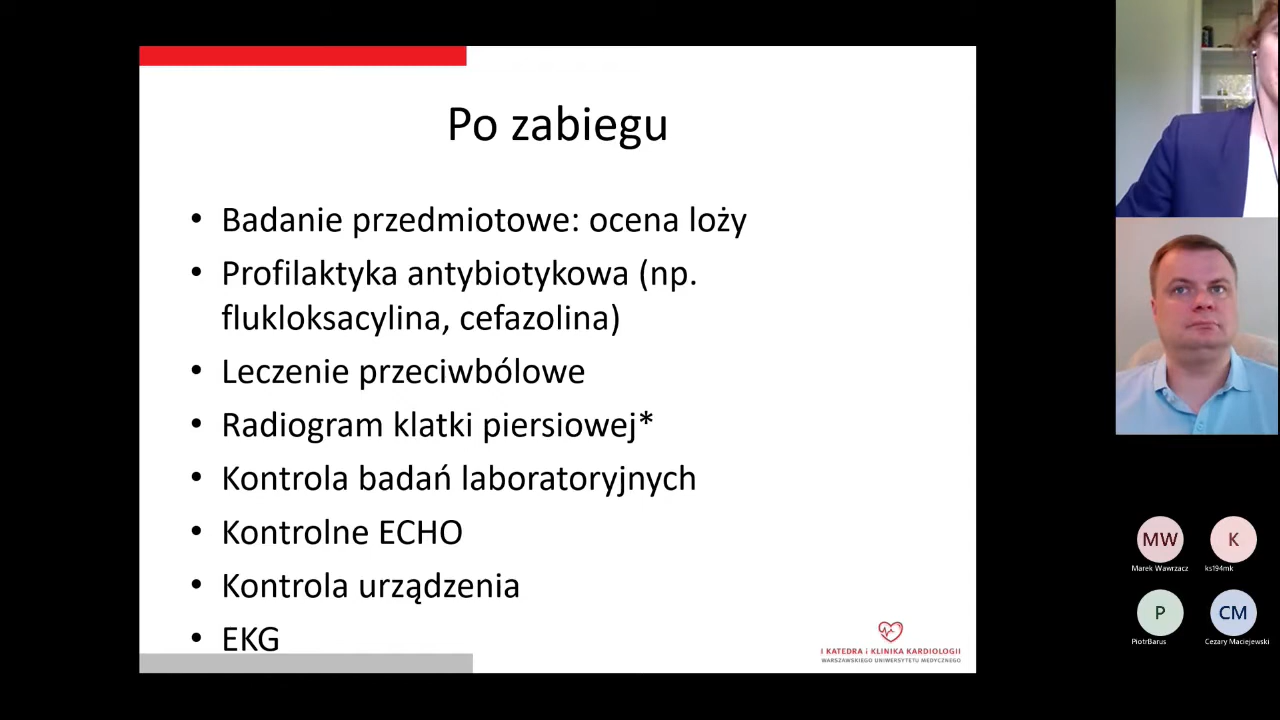 Po zabiegu
• Badanie przedmiotowe: ocena loży
• Profilaktyka antybiotykowa (np.
flukloksacylina, cefazolina)
• Leczenie przeciwbólowe
• Radiogram klatki piersiowej*
• Kontrola badań laboratoryjnych
• Kontrolne ECHO
• Kontrola urządzenia
• EKG
I KATEDRA i KLINIKA KARDIOLOGII
WARSZAWSKIEGO UNIWERSYTETU MEDYCZNEGO
MW K
Marek Wawrzacz ks194mk
P CM
PiotrBarus Cezary Maciejewski